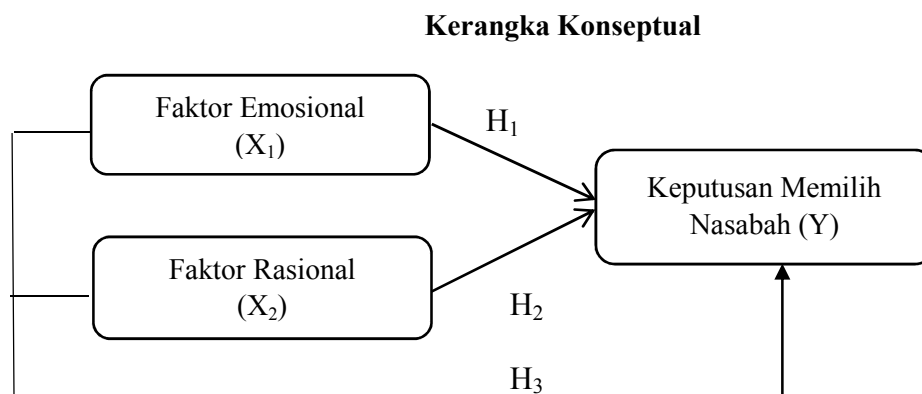 Kerangka Konseptual
Faktor Emosional
(X₁)
H₁
Keputusan Memilih
Nasabah (Y)
Faktor Rasional
(X₂)
H₂
H₃